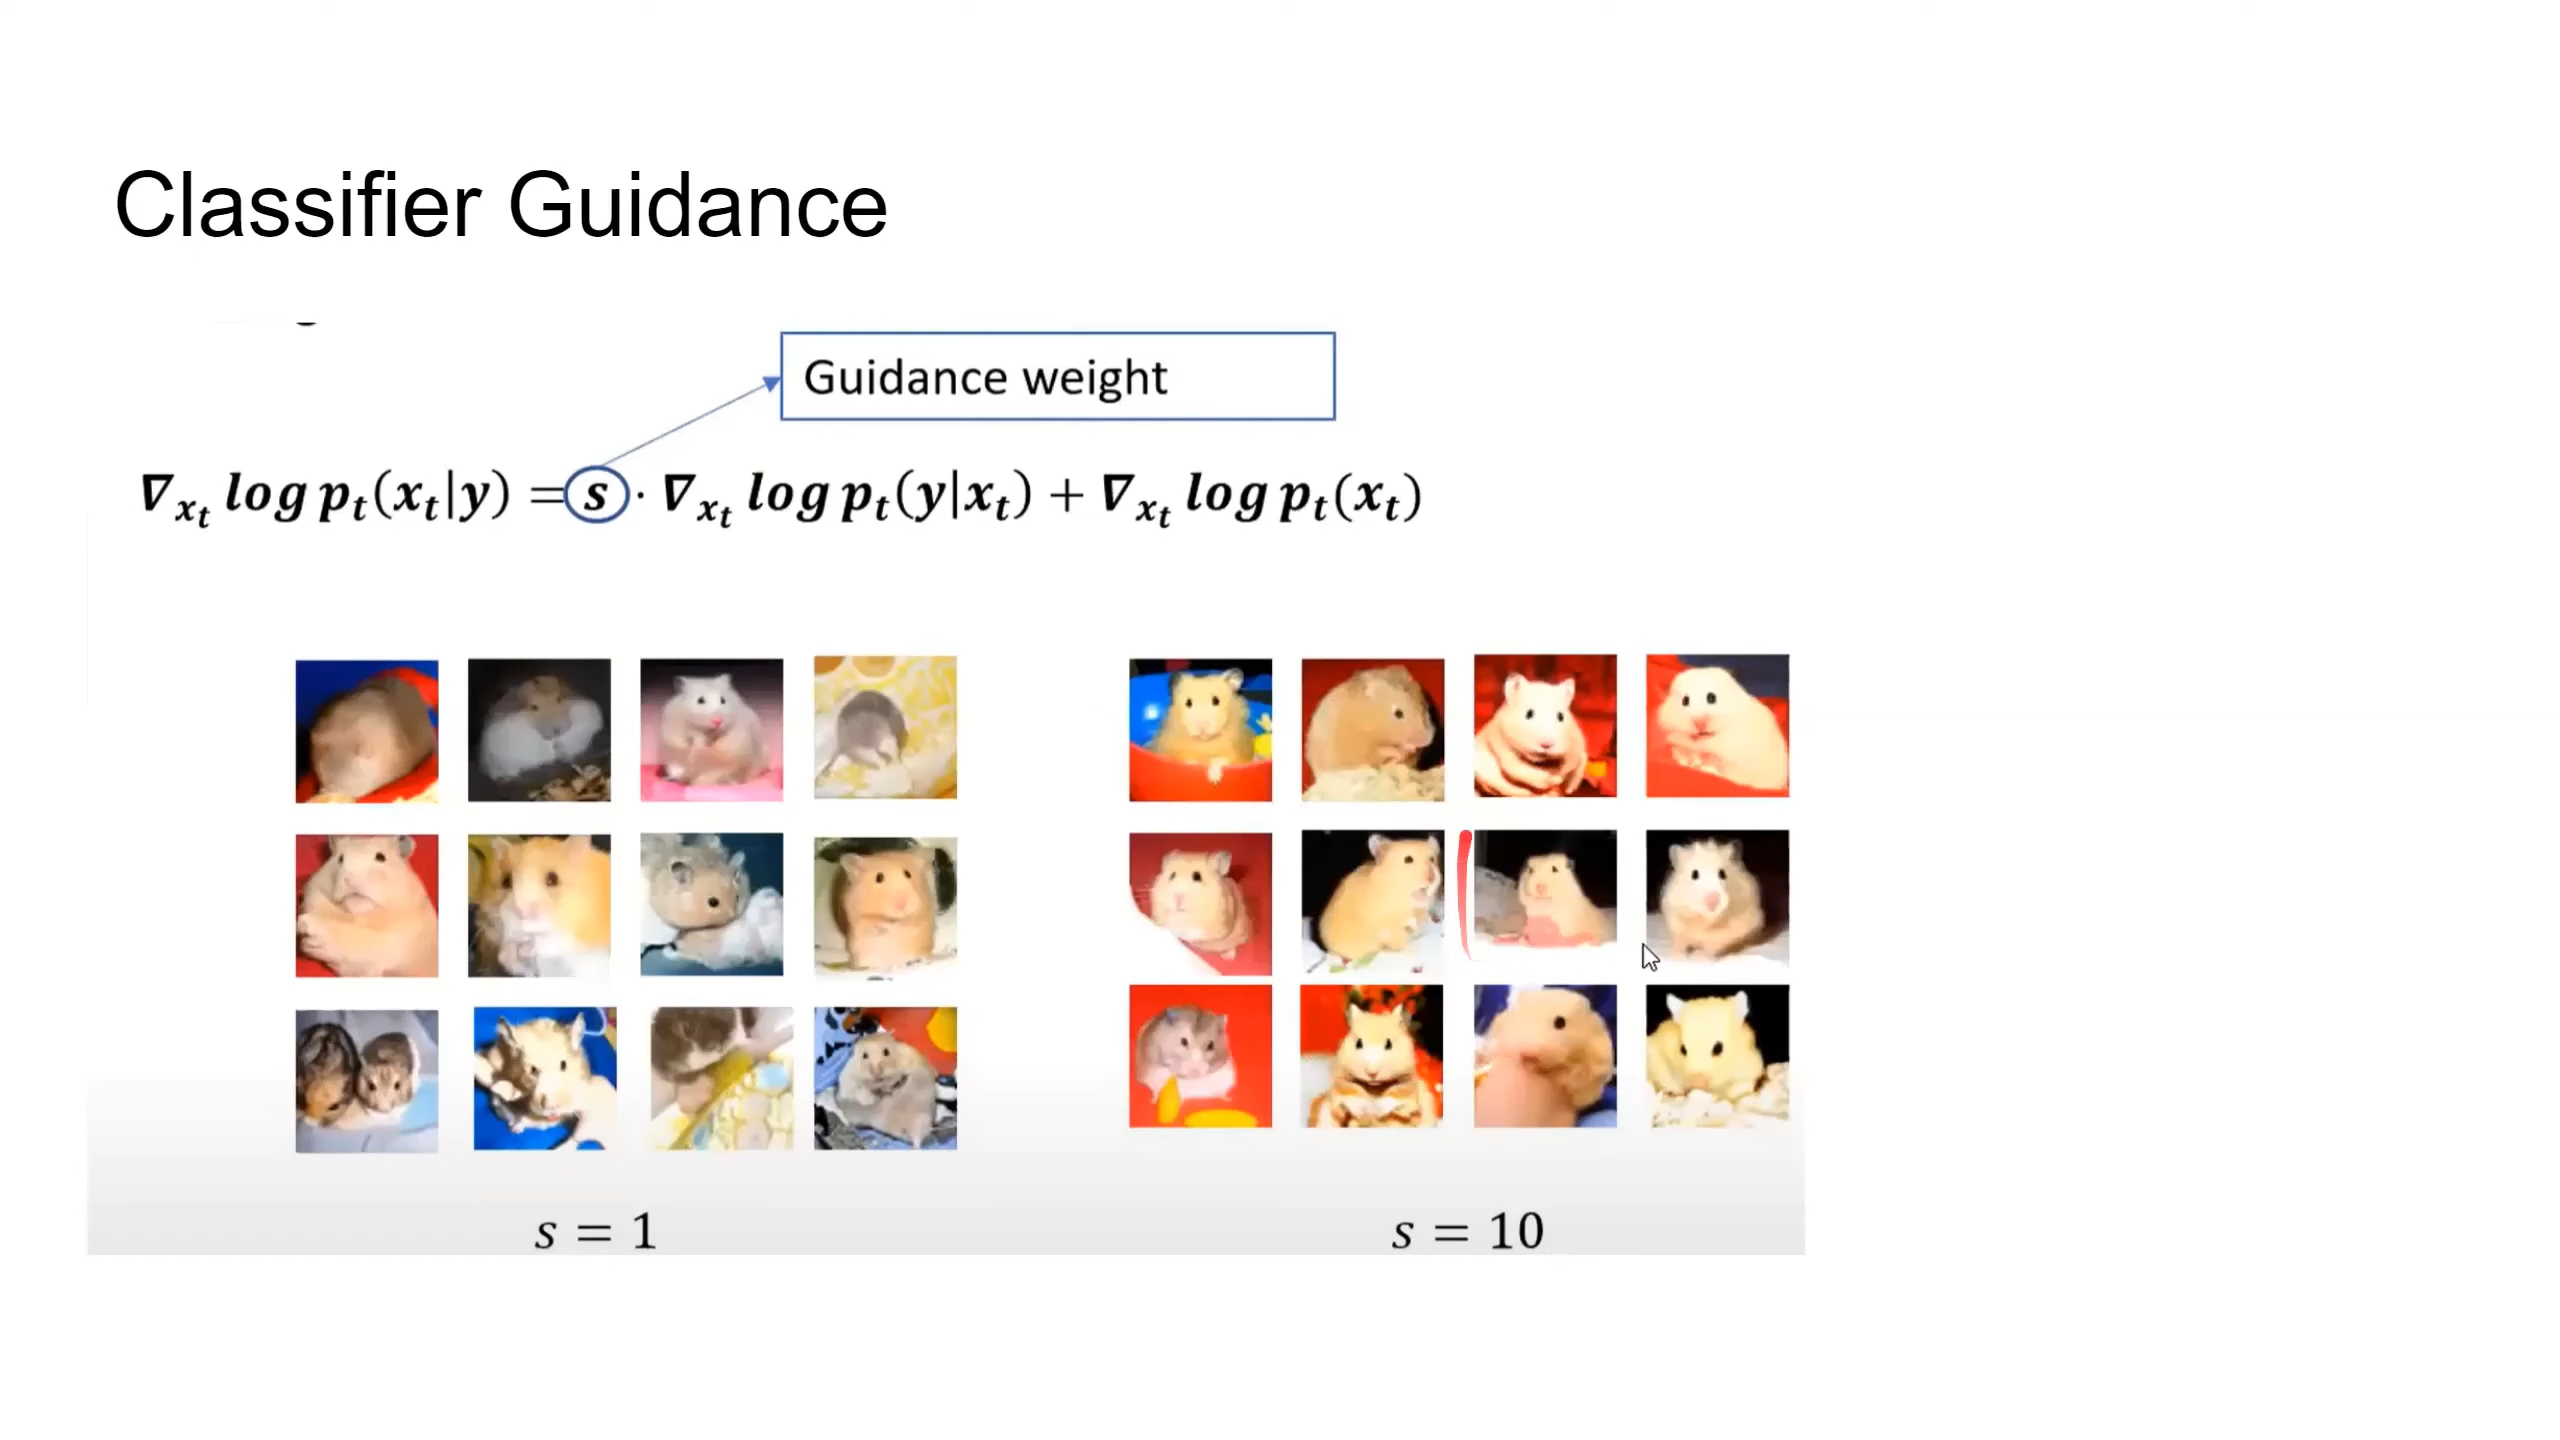 Classifier Guidance
Guidance weight
∇ₓₜ log pₜ(xₜ|y) = s · ∇ₓₜ log pₜ(y|xₜ) + ∇ₓₜ log pₜ(xₜ)
s = 1
s = 10